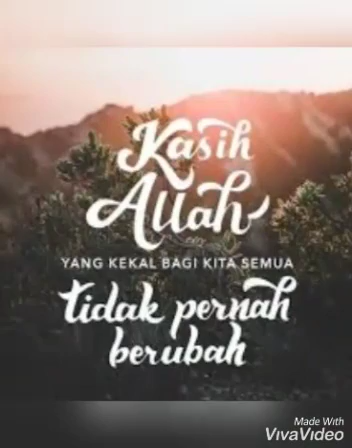 Kasih
Allah
YANG KEKAL BAGI KITA SEMUA
tidak pernah
berubah
Made With
VivaVideo